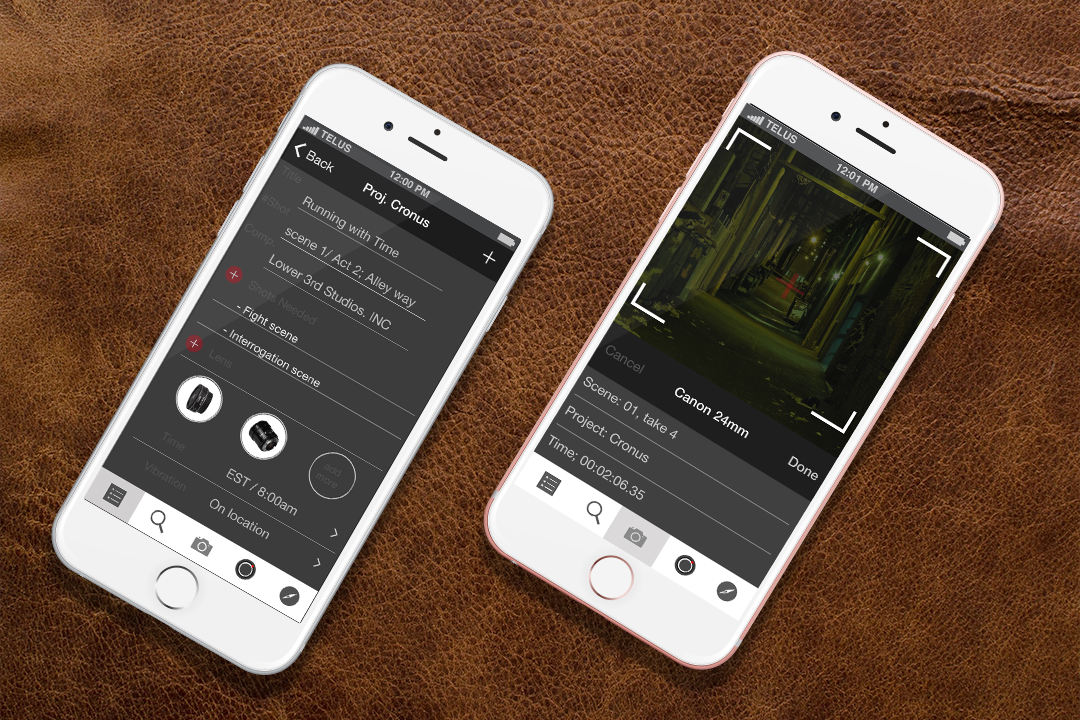 TELUS
12:00 PM
Back
Proj. Cronus
Title
Running with Time
#Shot
scene 1/ Act 2; Alley way
Comp.
Lower 3rd Studios. INC
Shots Needed
- Fight scene
- Interrogation scene
Lens
add
more
Time
EST / 8:00am
Vibration
On location
TELUS
12:01 PM
Cancel
Canon 24mm
Done
Scene: 01, take 4
Project: Cronus
Time; 00:02:06.35